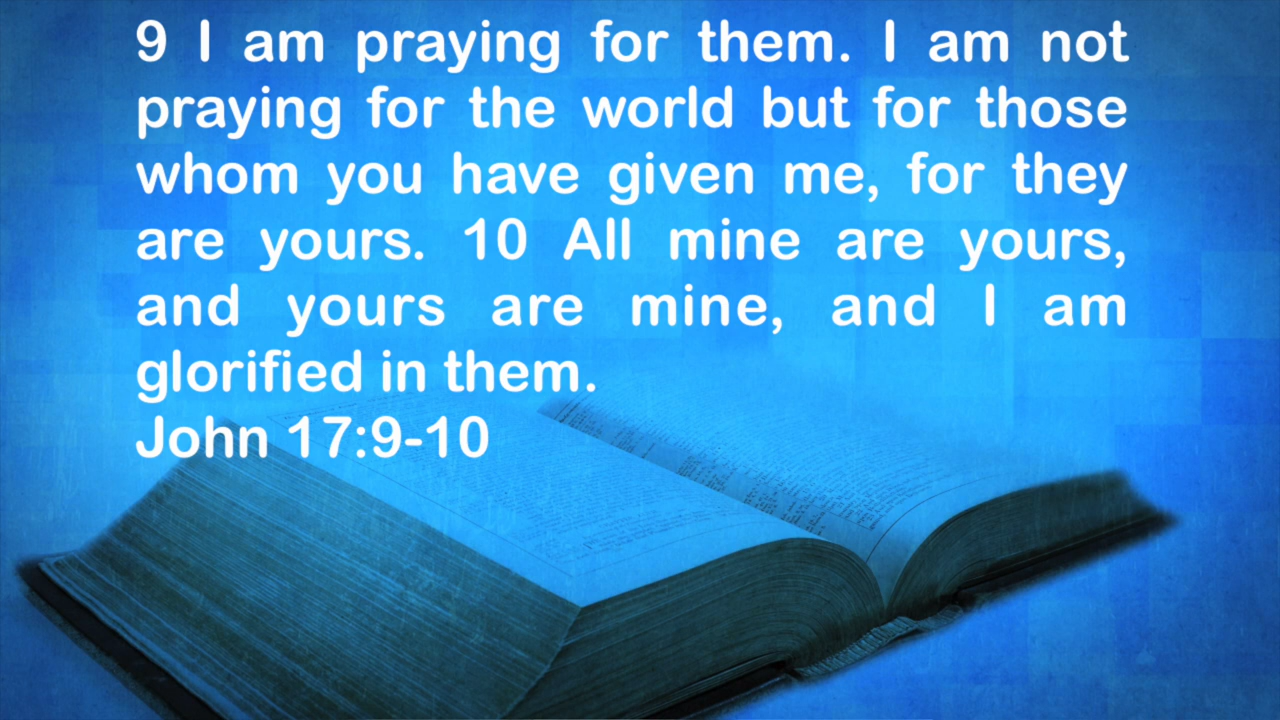 9 I am praying for them. I am not
praying for the world but for those
whom you have given me, for they
are yours. 10 All mine are yours,
and yours are mine, and I am
glorified in them.
John 17:9-10